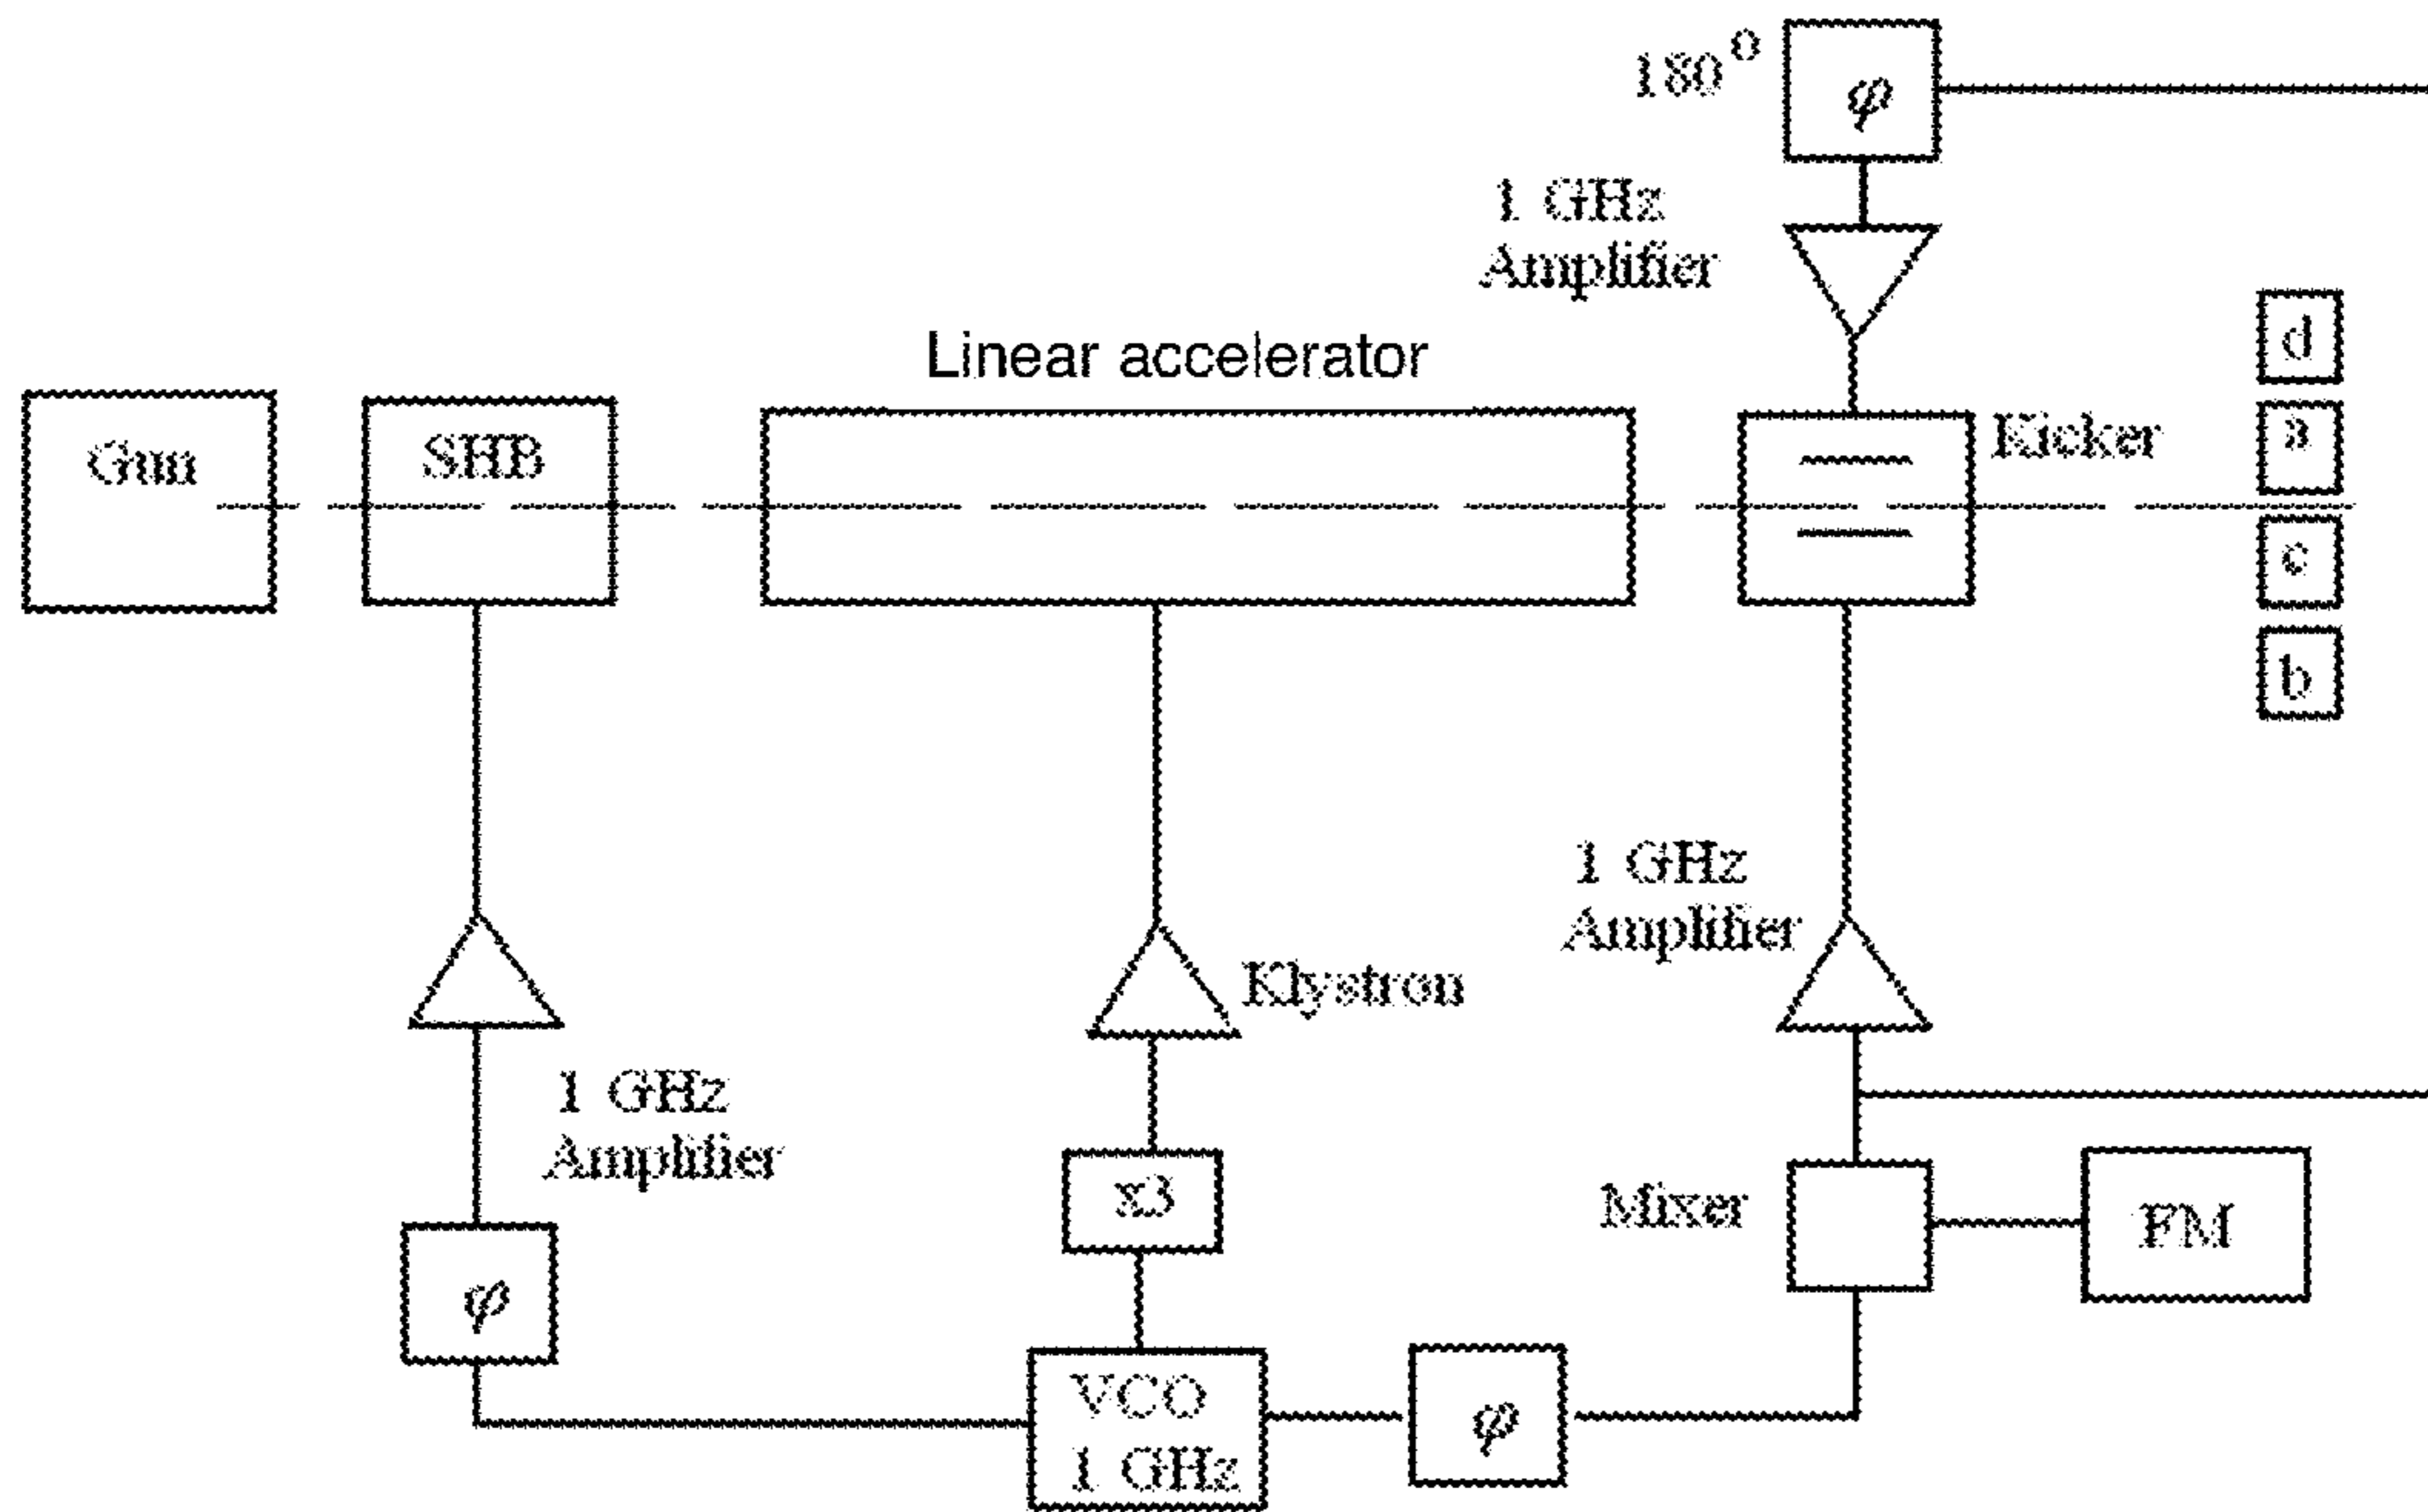 180°
φ
1 GHz
Amplifier
d
Linear accelerator
a
Kicker
Gun
SHB
c
b
1 GHz
Amplifier
Klystron
1 GHz
Amplifier
x3
Mixer
FM
φ
VCO
1 GHz
φ